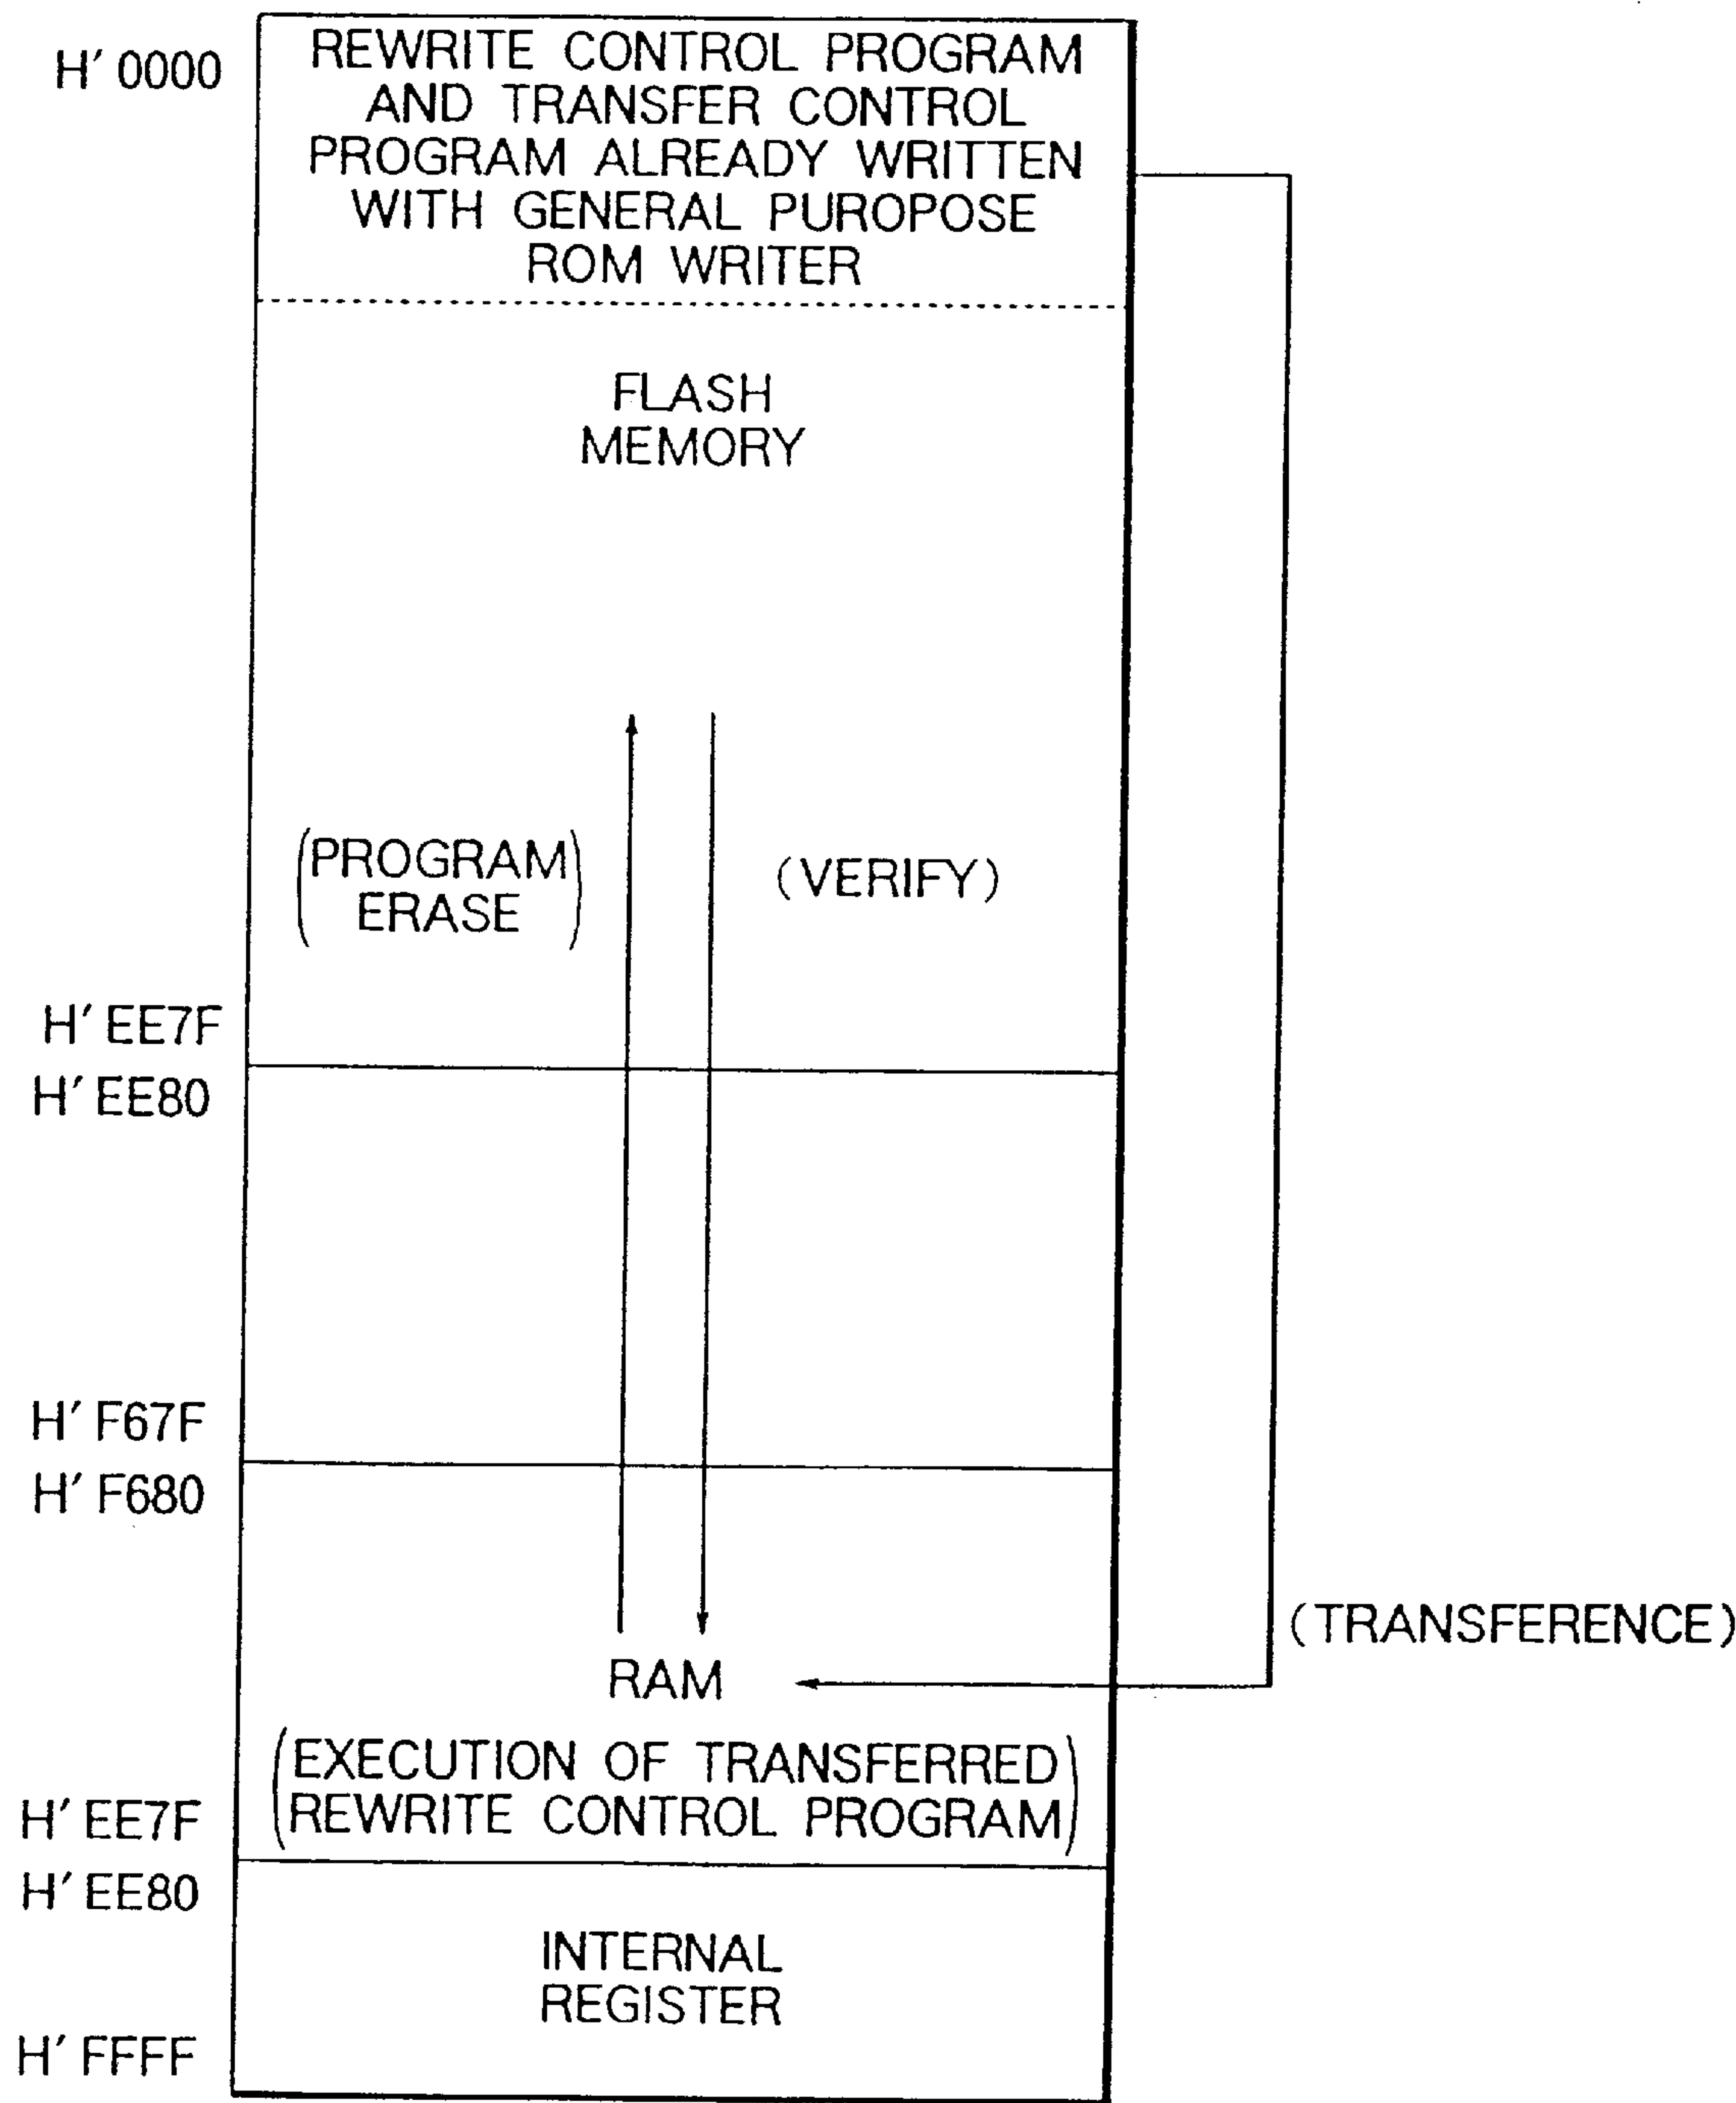 H' 0000
REWRITE CONTROL PROGRAM
AND TRANSFER CONTROL
PROGRAM ALREADY WRITTEN
WITH GENERAL PUROPOSE
ROM WRITER
FLASH
MEMORY
(PROGRAM
ERASE)
(VERIFY)
H' EE7F
H' EE80
H' F67F
H' F680
(TRANSFERENCE)
RAM
(EXECUTION OF TRANSFERRED
REWRITE CONTROL PROGRAM)
H' EE7F
H' EE80
INTERNAL
REGISTER
H' FFFF